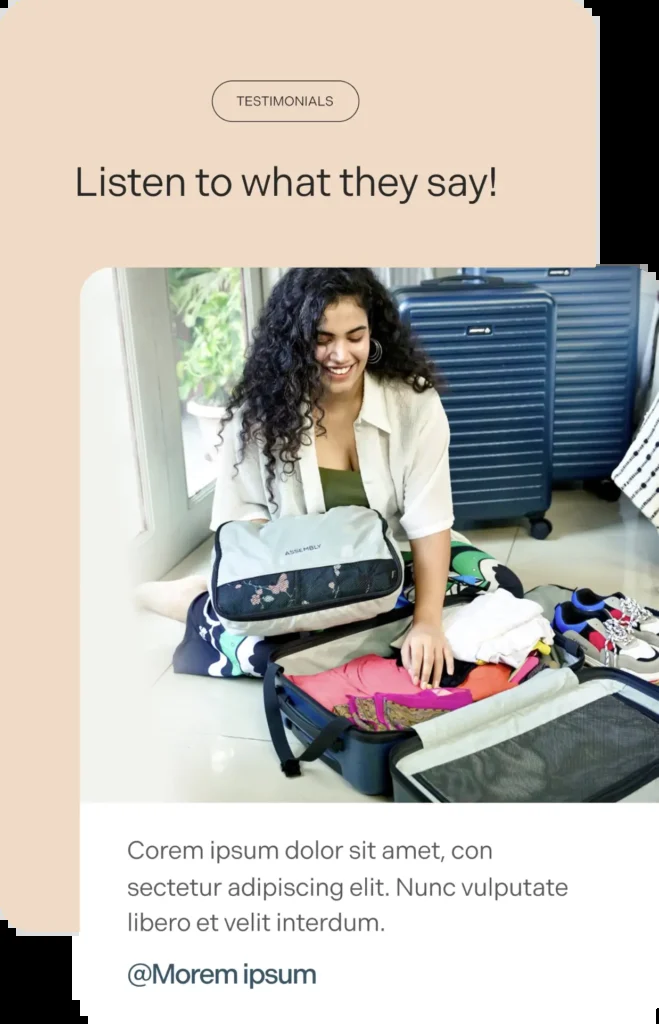 TESTIMONIALS
Listen to what they say!
ASSEMBLY
Corem ipsum dolor sit amet, con
sectetur adipiscing elit. Nunc vulputate
libero et velit interdum.
@Morem ipsum